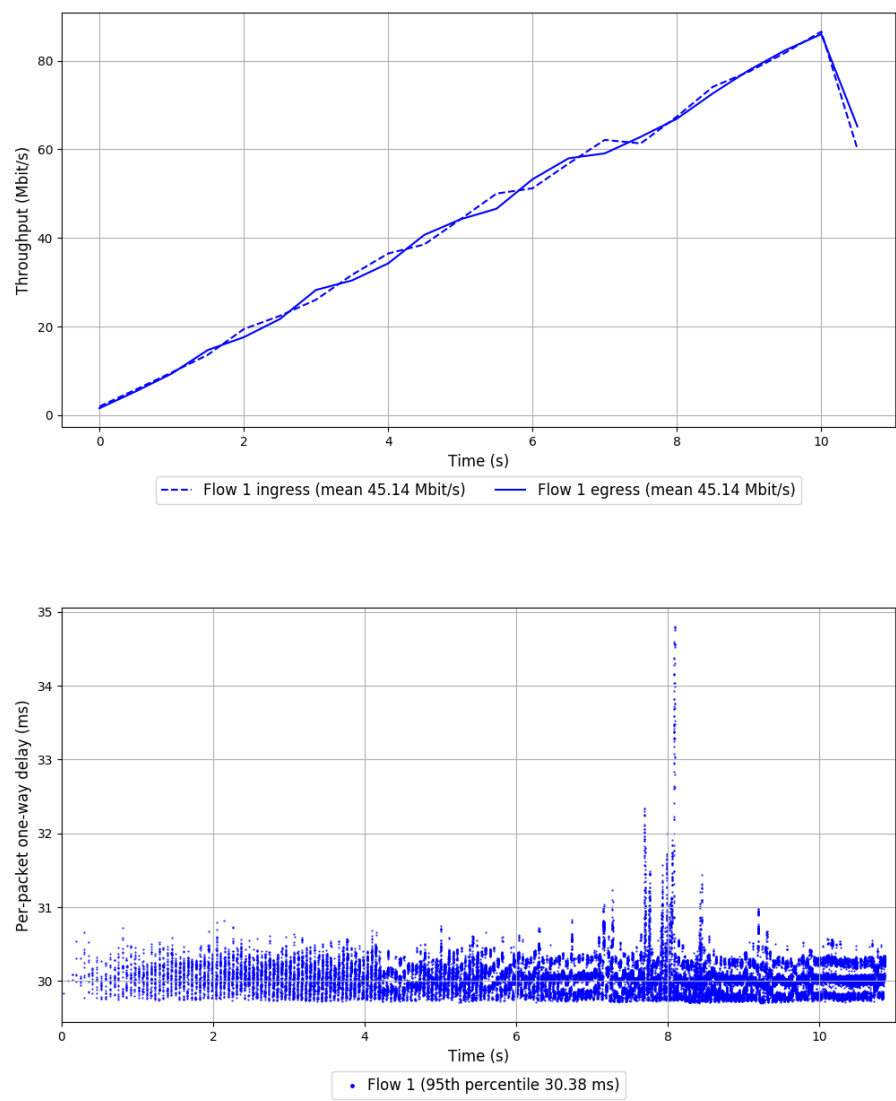 80
60
40
20
0
Throughput (Mbit/s)
0 2 4 6 8 10
Time (s)
Flow 1 ingress (mean 45.14 Mbit/s) Flow 1 egress (mean 45.14 Mbit/s)
35
34
33
32
31
30
Per-packet one-way delay (ms)
0 2 4 6 8 10
Time (s)
Flow 1 (95th percentile 30.38 ms)